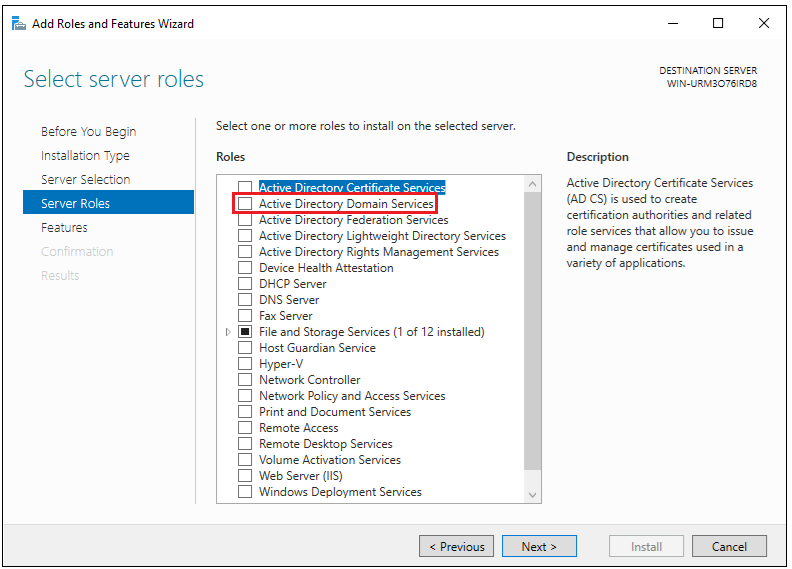 Add Roles and Features Wizard
Select server roles
DESTINATION SERVER
WIN-URM3O76IRD8
Before You Begin
Installation Type
Server Selection
Server Roles
Features
Confirmation
Results
Select one or more roles to install on the selected server.
Roles
Active Directory Certificate Services
Active Directory Domain Services
Active Directory Federation Services
Active Directory Lightweight Directory Services
Active Directory Rights Management Services
Device Health Attestation
DHCP Server
DNS Server
Fax Server
File and Storage Services (1 of 12 installed)
Host Guardian Service
Hyper-V
Network Controller
Network Policy and Access Services
Print and Document Services
Remote Access
Remote Desktop Services
Volume Activation Services
Web Server (IIS)
Windows Deployment Services
Description
Active Directory Certificate Services
(AD CS) is used to create
certification authorities and related
role services that allow you to issue
and manage certificates used in a
variety of applications.
< Previous
Next >
Install
Cancel